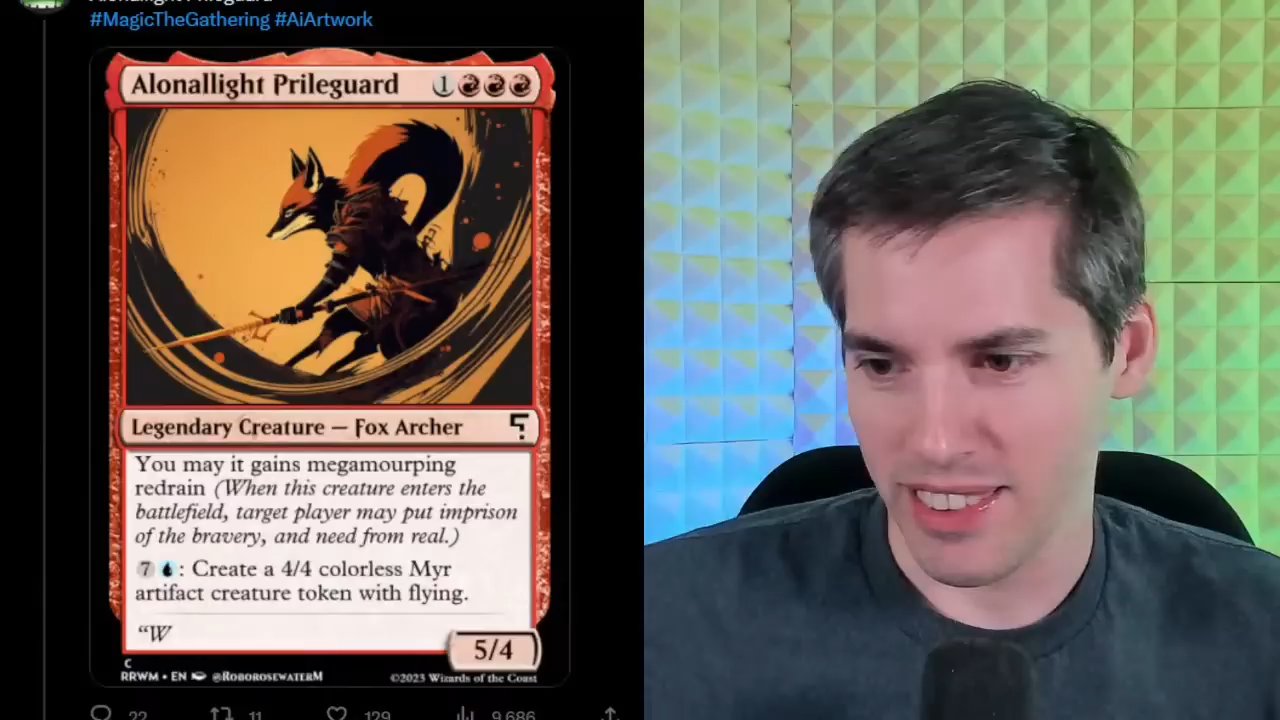 Alonallight Prileguard
#MagicTheGathering #AiArtwork
Alonallight Prileguard 1
Legendary Creature — Fox Archer
You may it gains megamourping
redrain (When this creature enters the
battlefield, target player may put imprison
of the bravery, and need from real.)
7 : Create a 4/4 colorless Myr
artifact creature token with flying.
“W
5/4
C
RRWM • EN @ROBOROSEWATERM
©2023 Wizards of the Coast
22 11 129 9,686